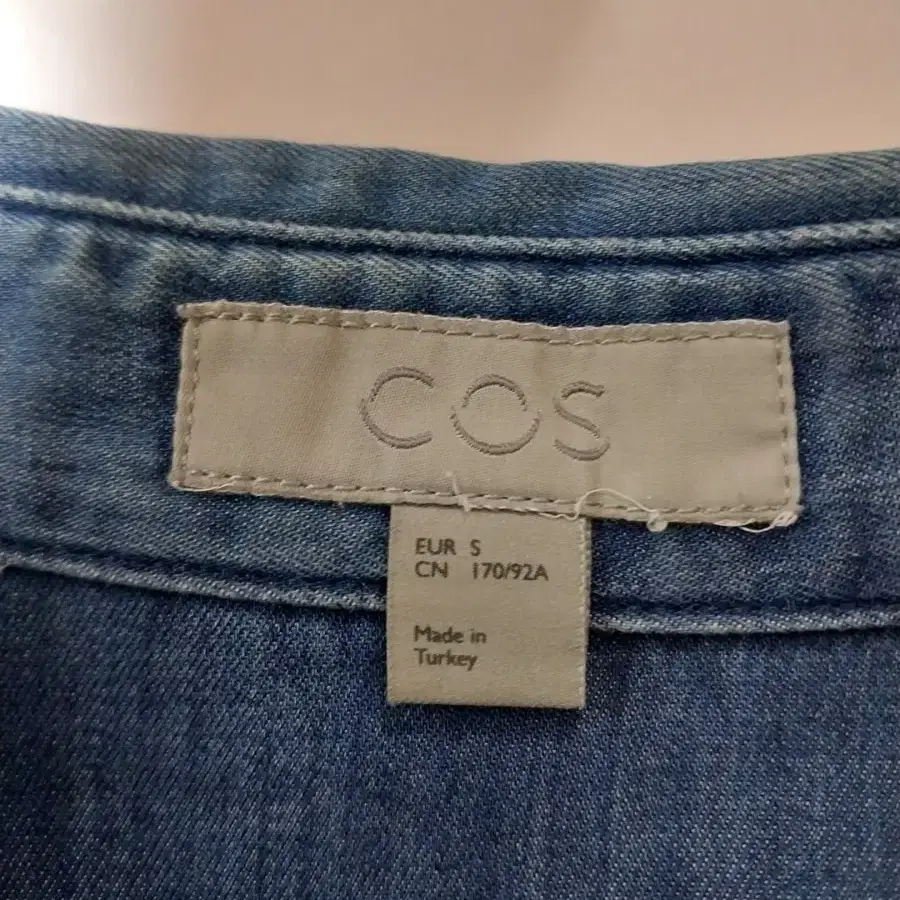 COS
EUR S
CN 170/92A
Made in
Turkey